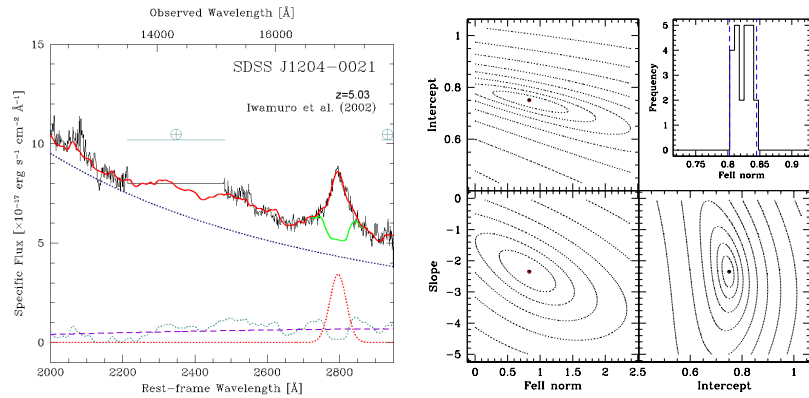 Observed Wavelength [Å]
14000 16000
15
10
5
0
Specific Flux [×10⁻¹⁷ erg s⁻¹ cm⁻² Å⁻¹]
SDSS J1204-0021
z=5.03
Iwamuro et al. (2002)
2000 2200 2400 2600 2800
Rest-frame Wavelength [Å]
1
0.8
0.6
Intercept
5
4
3
2
1
0
Frequency
0.75 0.8 0.85 0.9
FeII norm
0
-1
-2
-3
-4
-5
Slope
0 0.5 1 1.5 2 2.5
FeII norm
0.6 0.8 1
Intercept